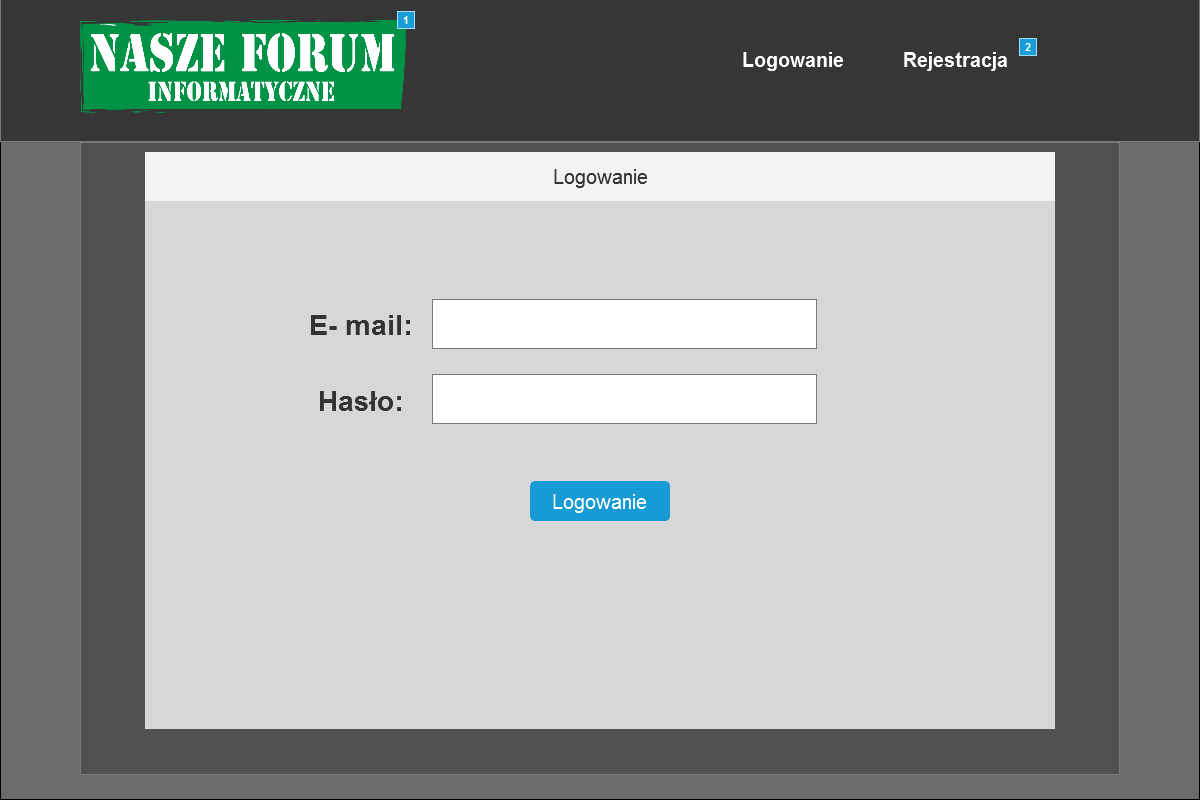 NASZE FORUM
INFORMATYCZNE
1
Logowanie
Rejestracja
2
Logowanie
E- mail:
Hasło:
Logowanie